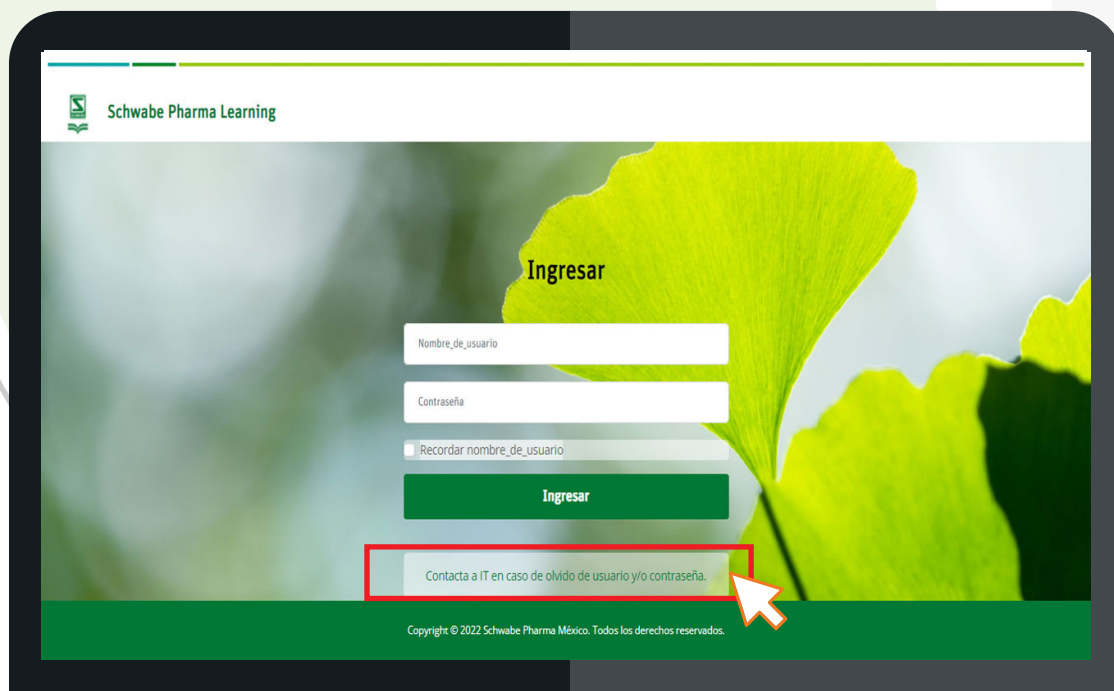 Schwabe Pharma Learning
Ingresar
Nombre_de_usuario
Contraseña
Recordar nombre_de_usuario
Ingresar
Contacta a IT en caso de olvido de usuario y/o contraseña.
Copyright © 2022 Schwabe Pharma México. Todos los derechos reservados.